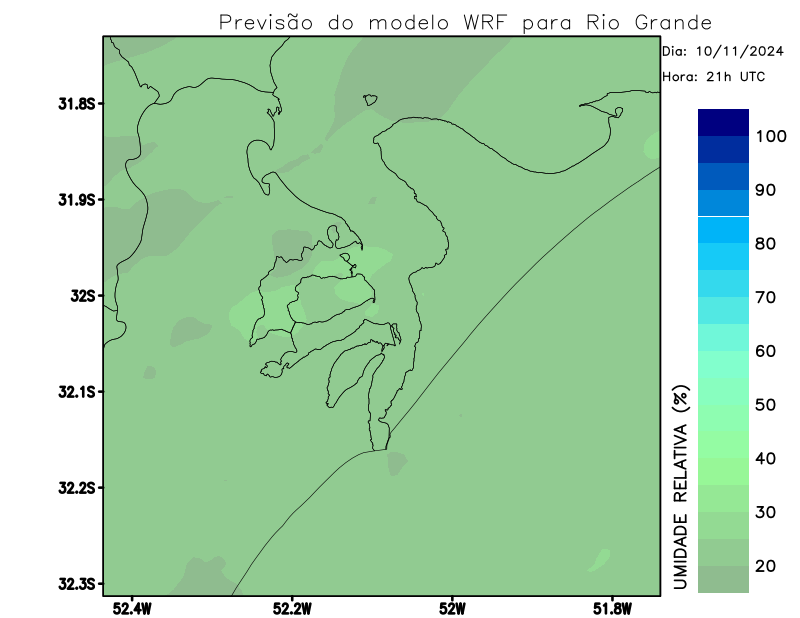 Previsão do modelo WRF para Rio Grande
Dia: 10/11/2024
Hora: 21h UTC
31.8S
31.9S
32S
32.1S
32.2S
32.3S
52.4W
52.2W
52W
51.8W
UMIDADE RELATIVA (%)
100
90
80
70
60
50
40
30
20